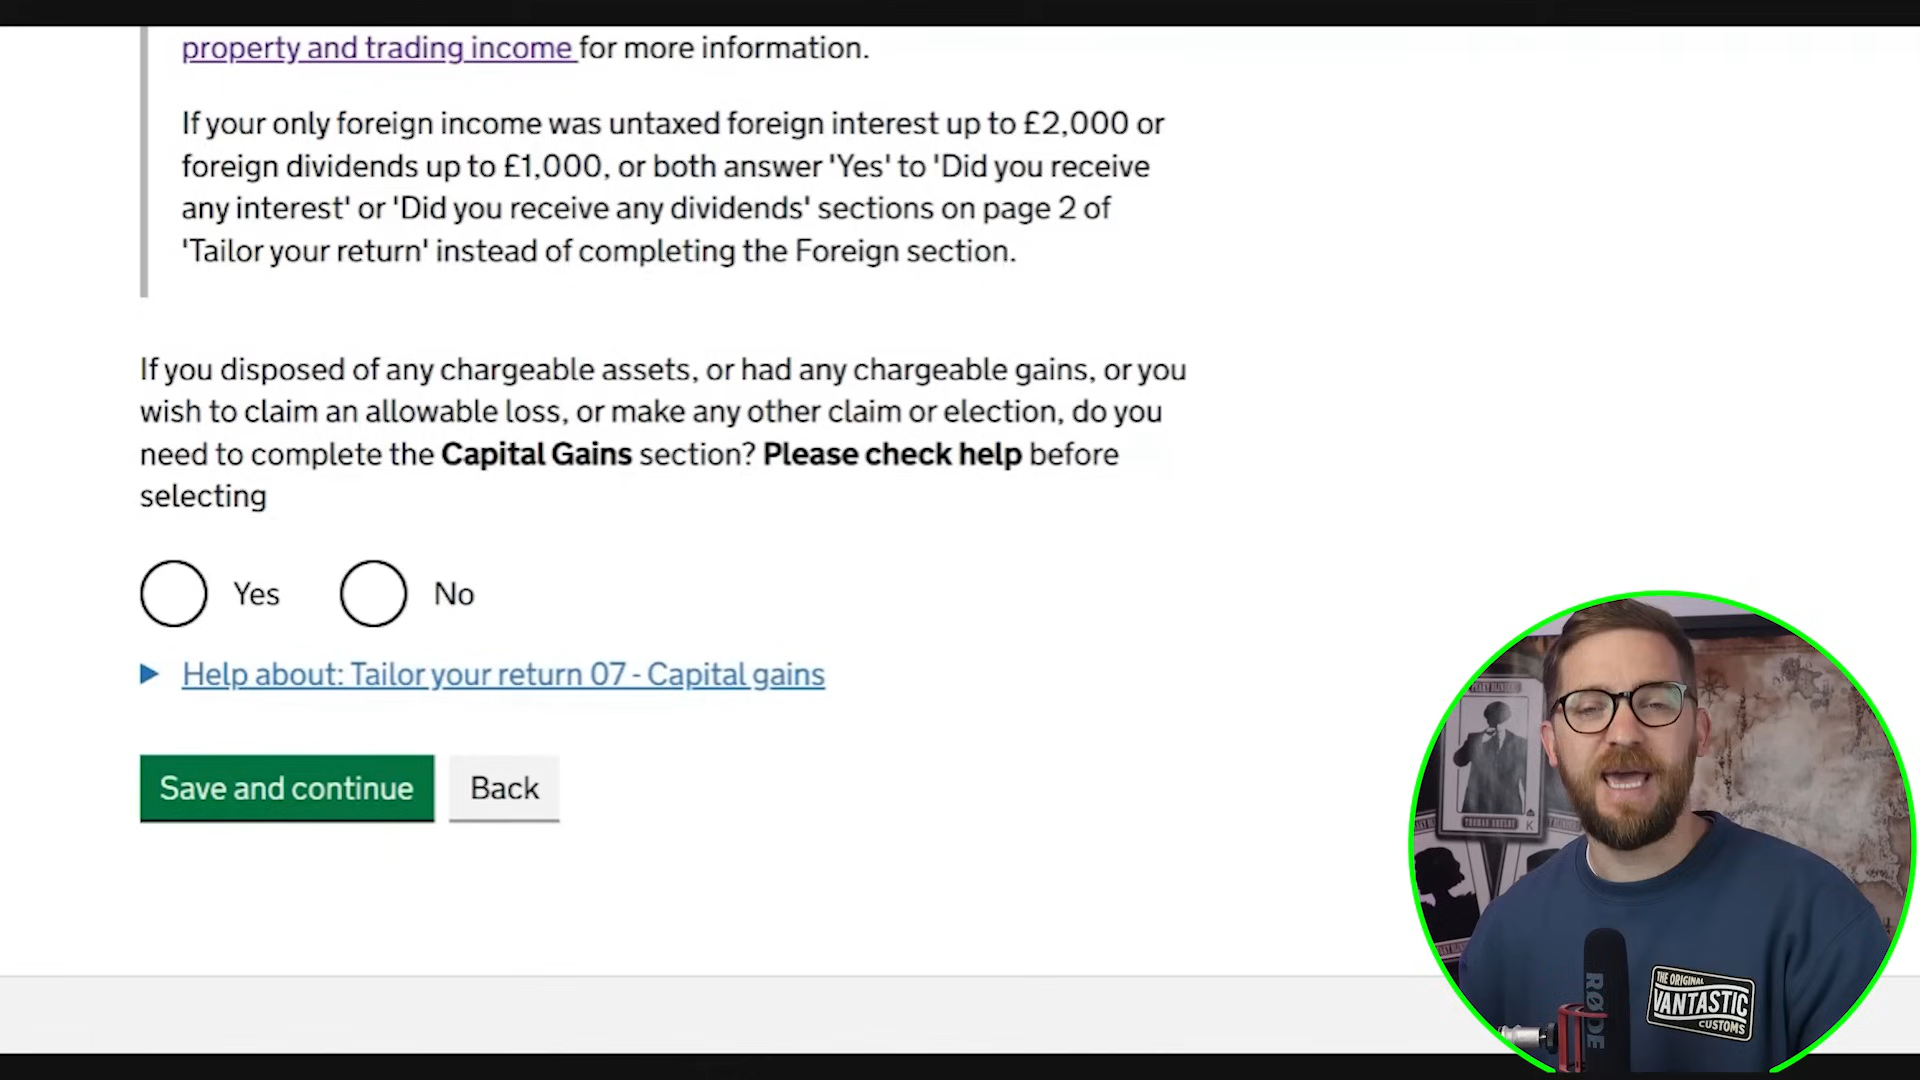 property and trading income for more information.
If your only foreign income was untaxed foreign interest up to £2,000 or
foreign dividends up to £1,000, or both answer 'Yes' to 'Did you receive
any interest' or 'Did you receive any dividends' sections on page 2 of
'Tailor your return' instead of completing the Foreign section.
If you disposed of any chargeable assets, or had any chargeable gains, or you
wish to claim an allowable loss, or make any other claim or election, do you
need to complete the Capital Gains section? Please check help before
selecting
Yes No
Help about: Tailor your return 07 - Capital gains
Save and continue Back
THOMAS SHELBY
K
RØDE
THE ORIGINAL
VANTASTIC
CUSTOMS